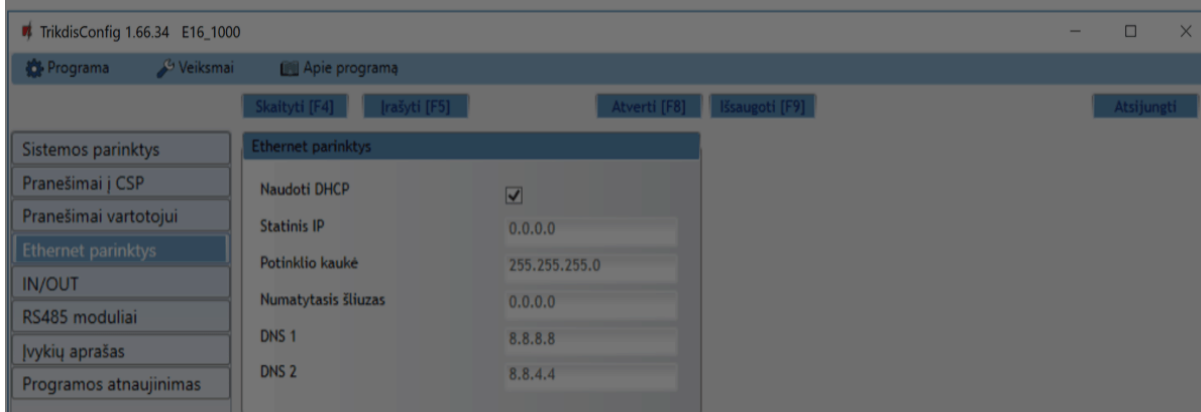 TrikdisConfig 1.66.34 E16_1000
Programa Veiksmai Apie programą
Skaityti [F4] Įrašyti [F5] Atverti [F8] Išsaugoti [F9] Atsijungti
Sistemos parinktys
Pranešimai į CSP
Pranešimai vartotojui
Ethernet parinktys
IN/OUT
RS485 moduliai
Įvykių aprašas
Programos atnaujinimas
Ethernet parinktys
Naudoti DHCP
Statinis IP 0.0.0.0
Potinklio kaukė 255.255.255.0
Numatytasis šliuzas 0.0.0.0
DNS 1 8.8.8.8
DNS 2 8.8.4.4